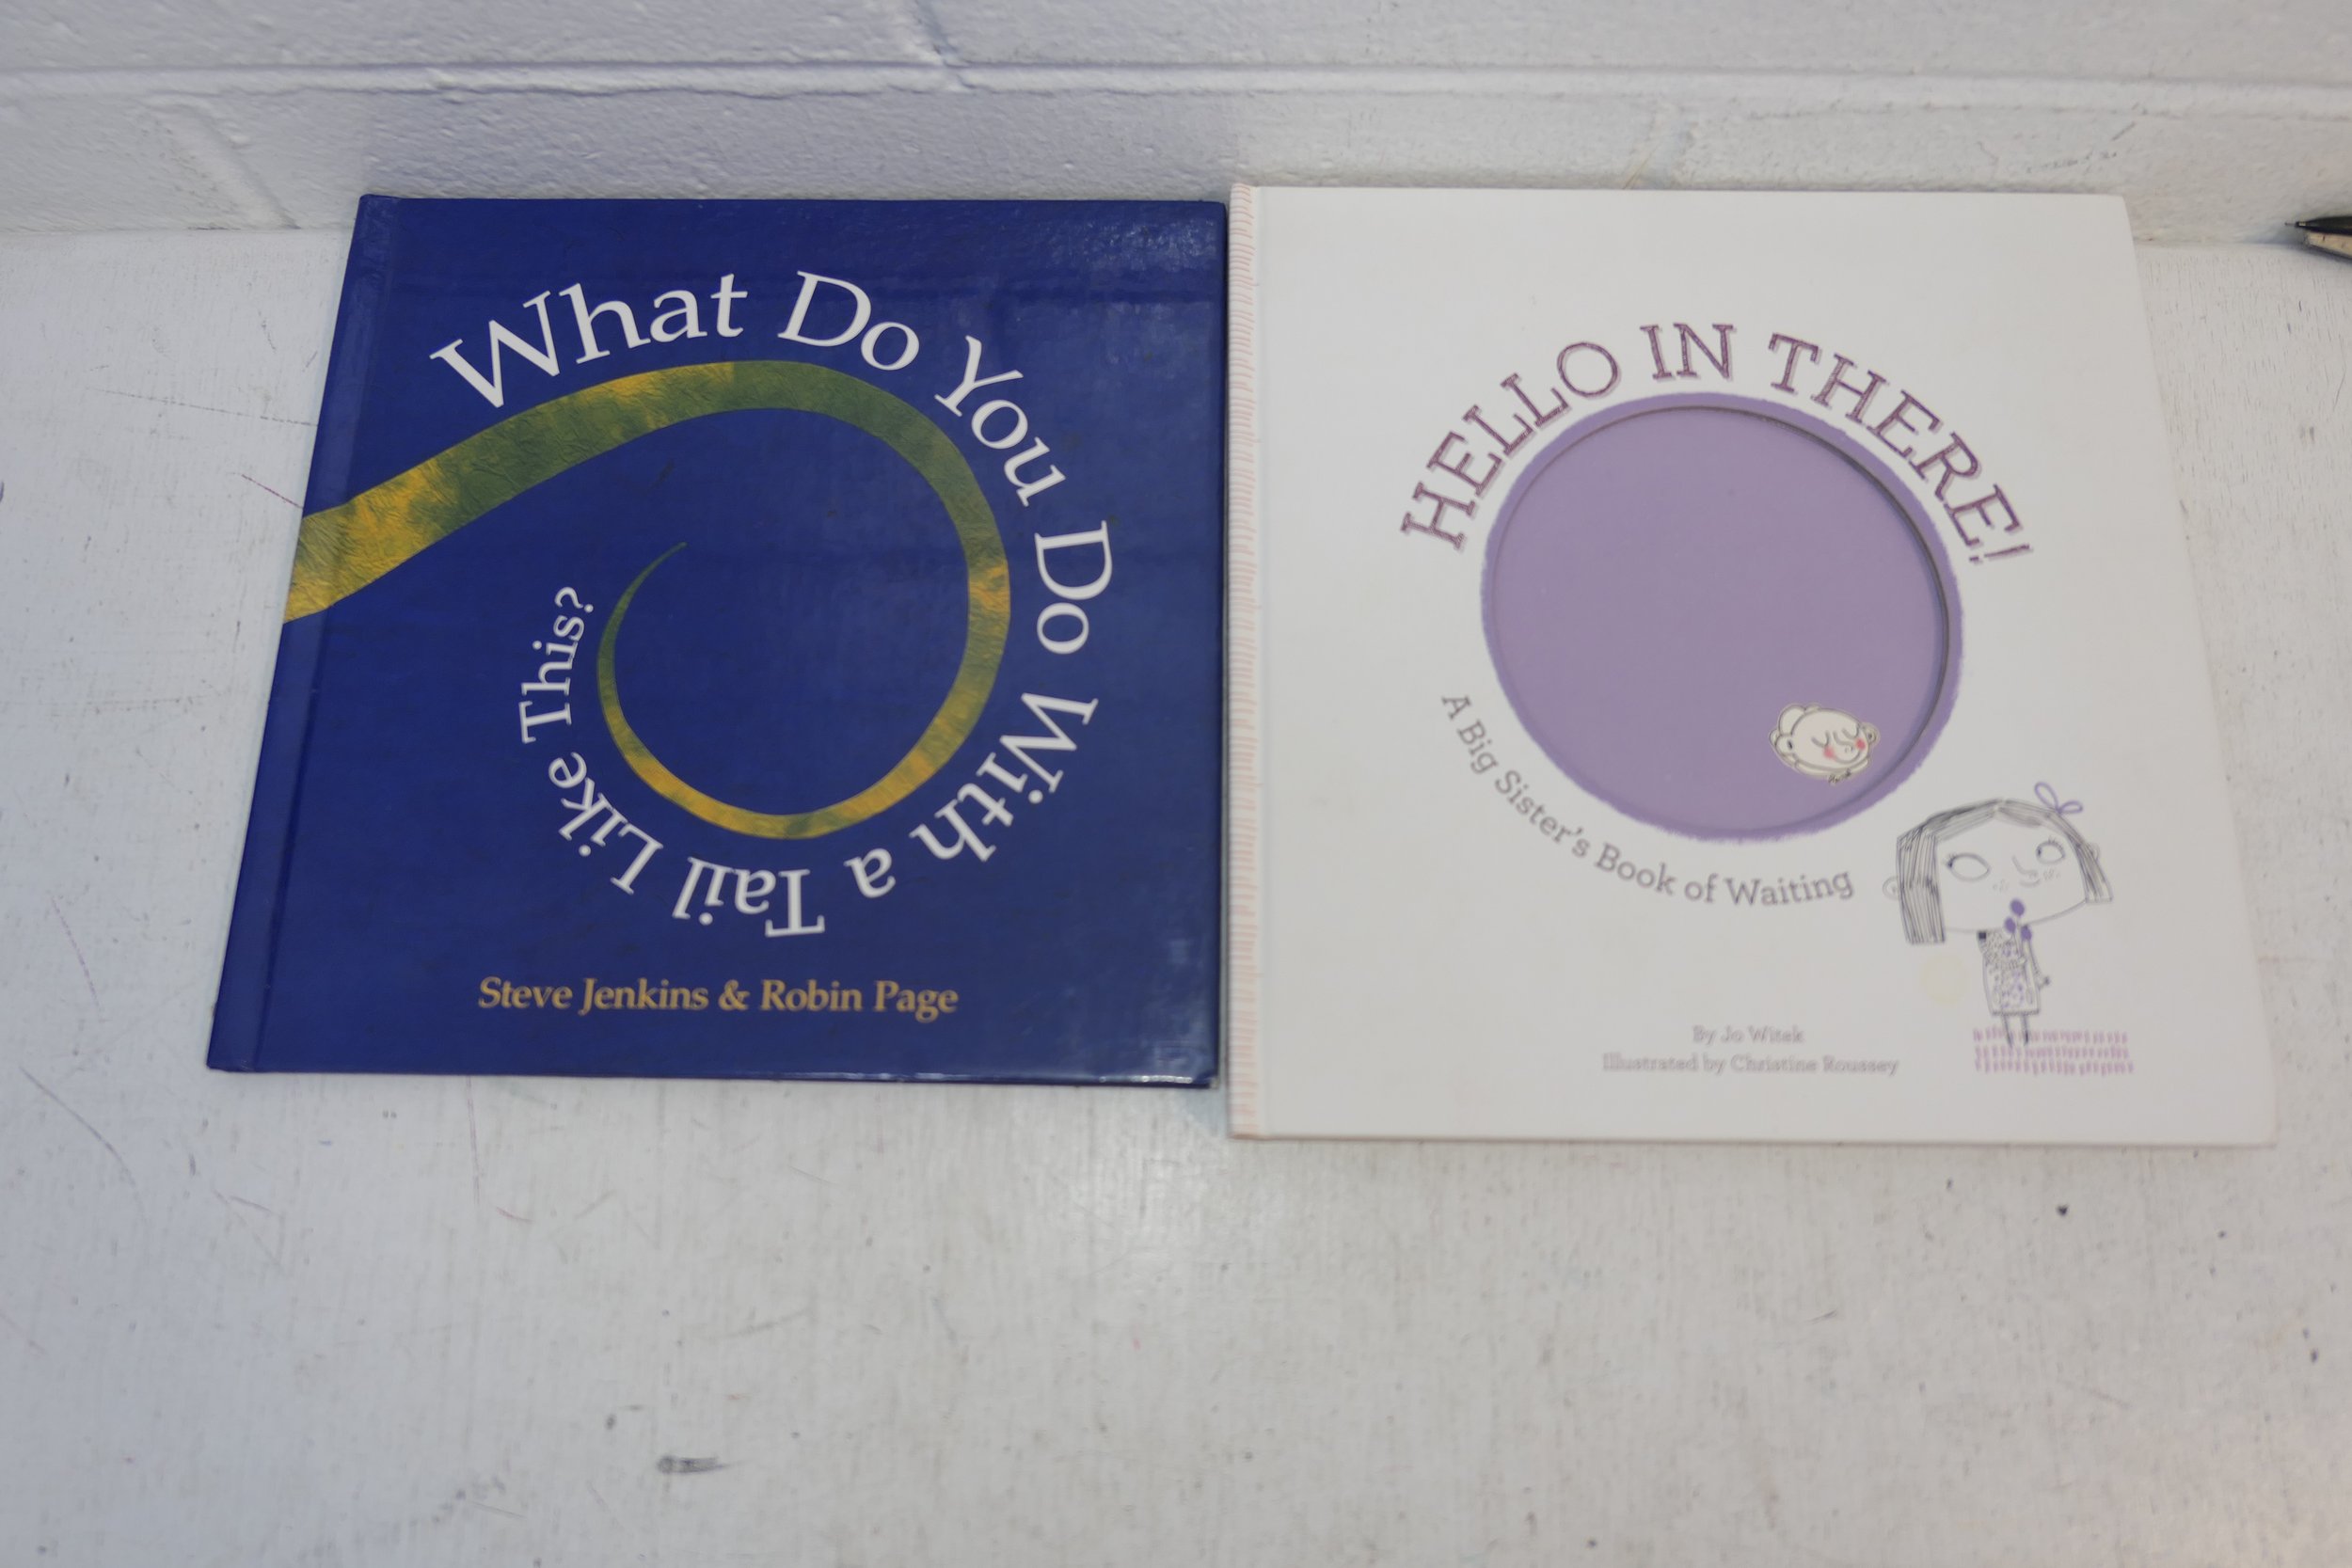 What Do You Do With a Tail Like This?
Steve Jenkins & Robin Page
HELLO IN THERE!
A Big Sister's Book of Waiting
By Jo Witek
Illustrated by Christine Roussey